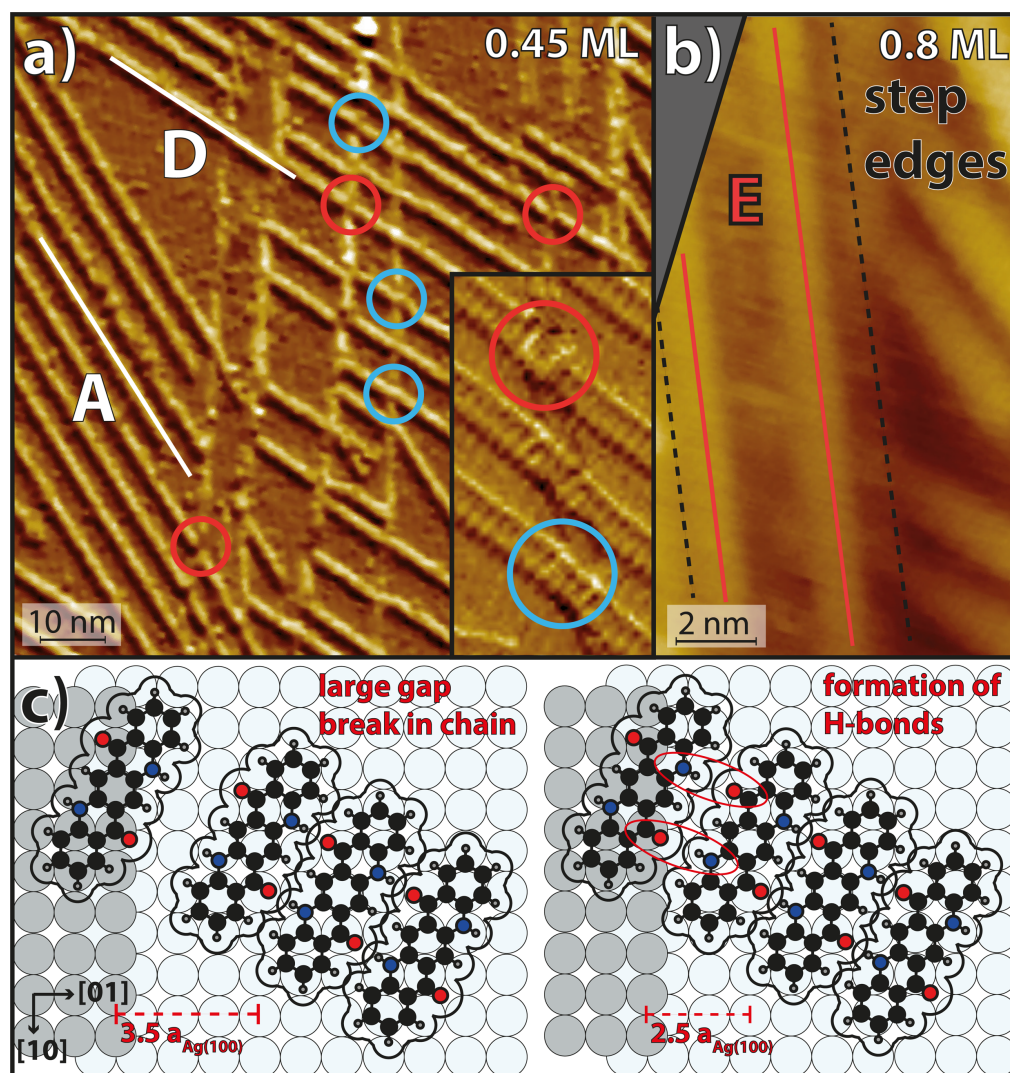 a)
0.45 ML
D
A
10 nm
b)
0.8 ML
step
edges
E
2 nm
c)
large gap
break in chain
[01]
[10]
3.5 a Ag(100)
formation of
H-bonds
2.5 a Ag(100)